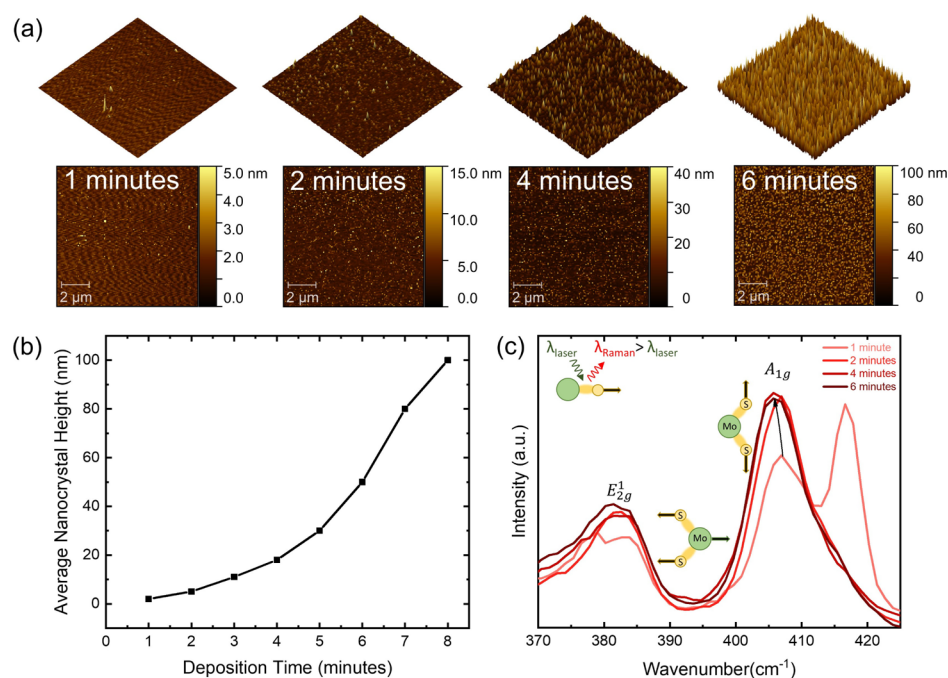 (a)
1 minutes
5.0 nm
4.0
3.0
2.0
1.0
0.0
2 µm
2 minutes
15.0 nm
10.0
5.0
0.0
2 µm
4 minutes
40 nm
20
0
2 µm
6 minutes
100 nm
80
60
40
20
0
2 µm
(b)
Average Nanocrystal Height (nm)
100
80
60
40
20
0
1 2 3 4 5 6 7 8
Deposition Time (minutes)
(c)
λlaser λRaman> λlaser
1 minute
2 minutes
4 minutes
6 minutes
A1g
S
Mo
S
E¹2g
S
Mo
S
Intensity (a.u.)
370 380 390 400 410 420
Wavenumber(cm⁻¹)